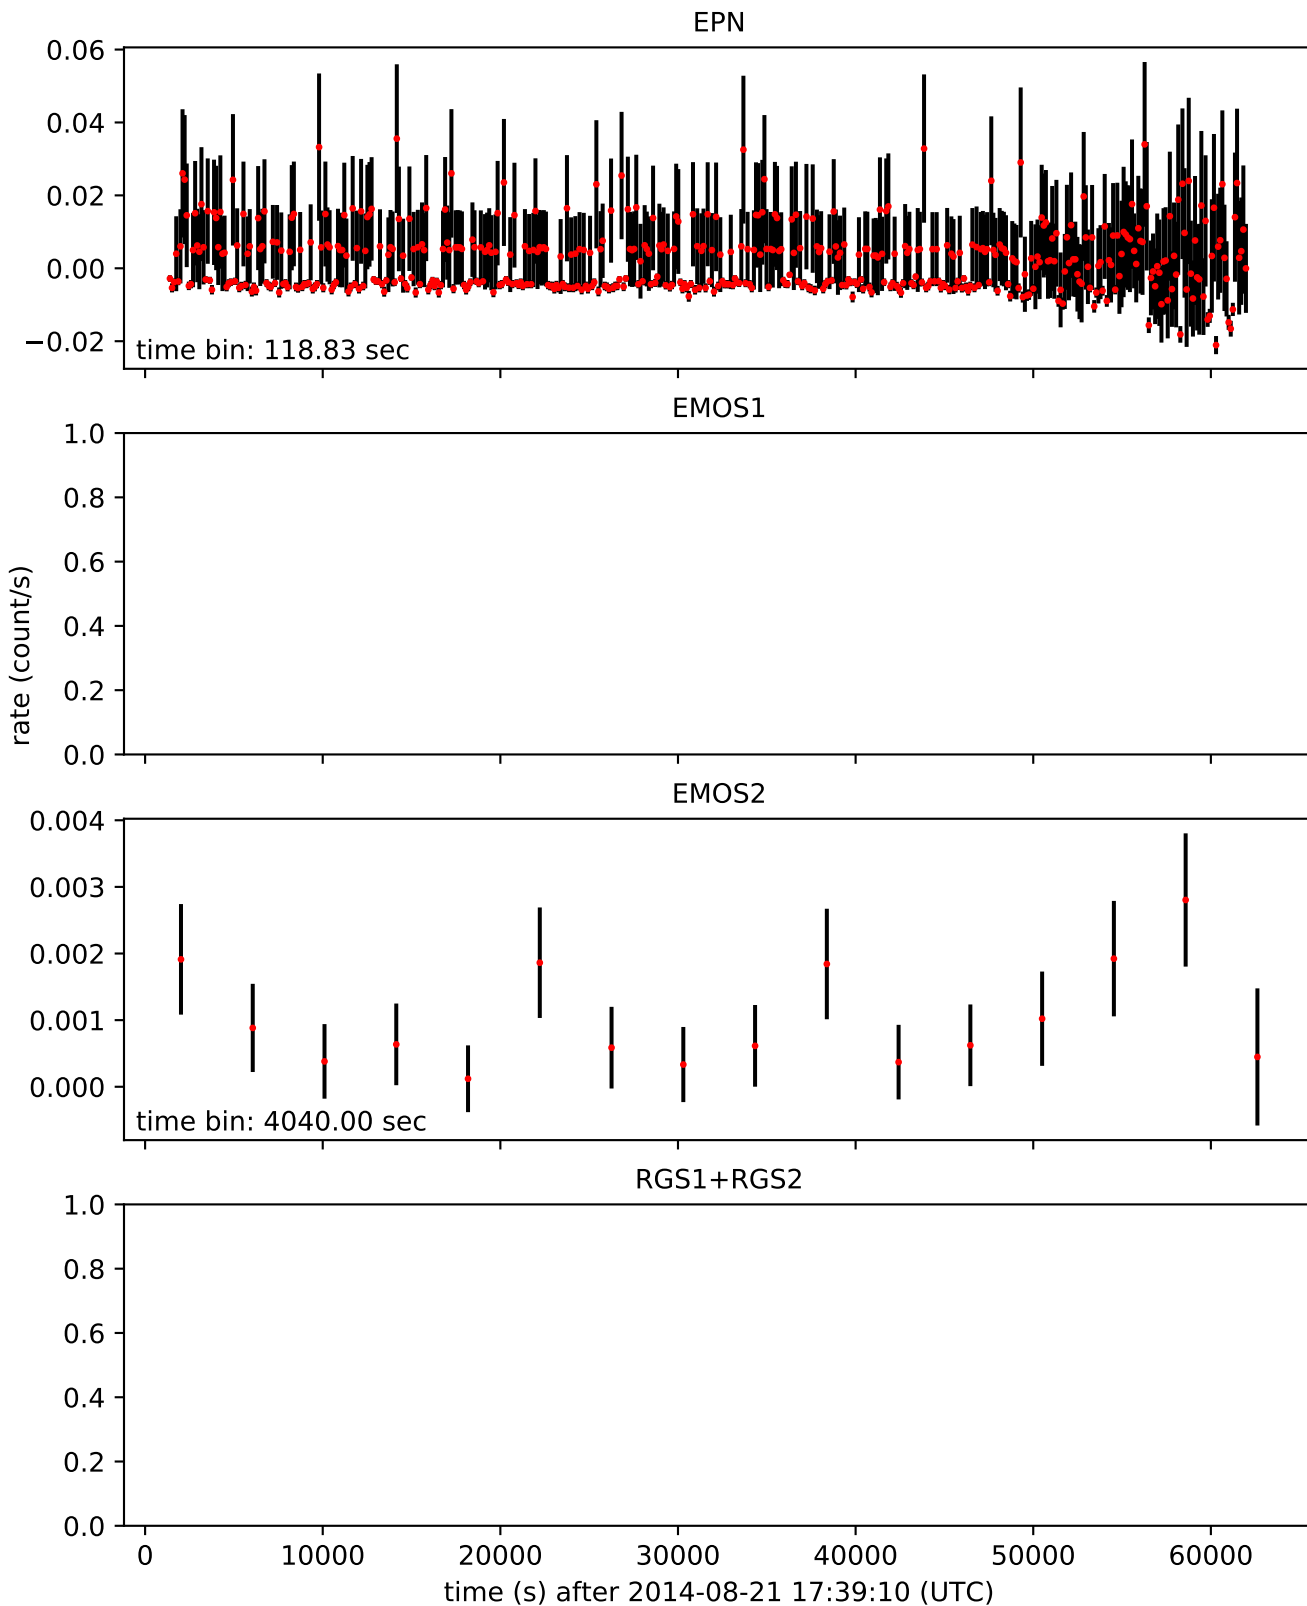 EPN
0.06
0.04
0.02
0.00
−0.02
time bin: 118.83 sec
EMOS1
1.0
0.8
0.6
0.4
0.2
0.0
rate (count/s)
EMOS2
0.004
0.003
0.002
0.001
0.000
time bin: 4040.00 sec
RGS1+RGS2
1.0
0.8
0.6
0.4
0.2
0.0
0 10000 20000 30000 40000 50000 60000
time (s) after 2014-08-21 17:39:10 (UTC)